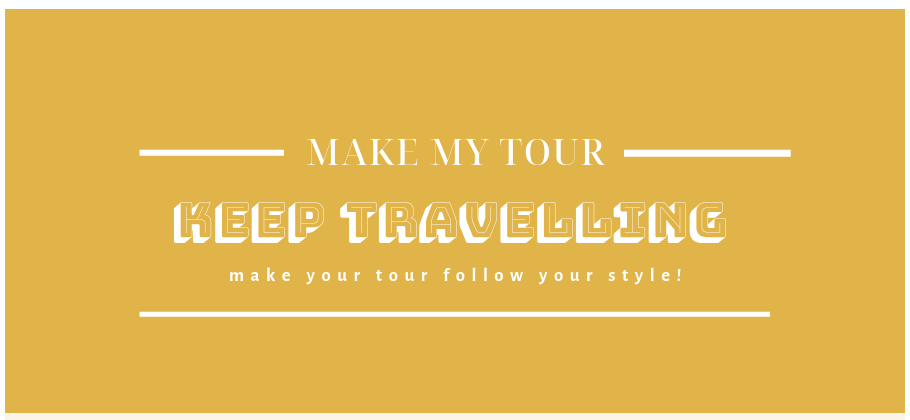 MAKE MY TOUR
KEEP TRAVELLING
make your tour follow your style!